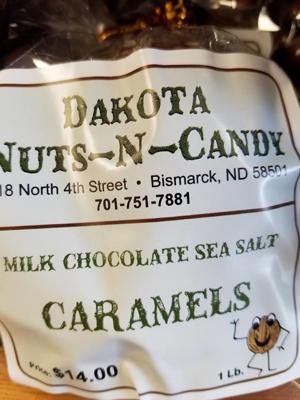 DAKOTA
NUTS-N-CANDY
18 North 4th Street • Bismarck, ND 58501
701-751-7881
MILK CHOCOLATE SEA SALT
CARAMELS
Price: $14.00
1 Lb.